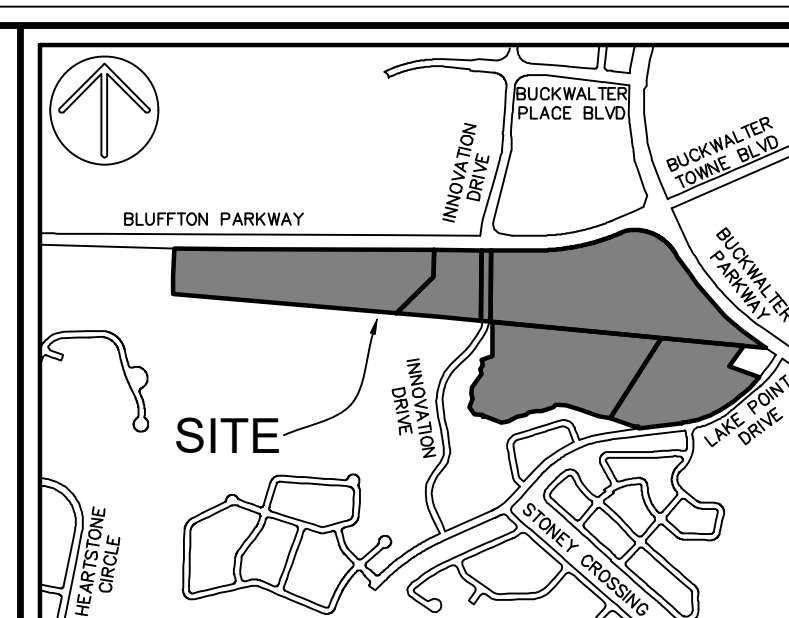 BUCKWALTER
PLACE BLVD
BUCKWALTER
TOWNE BLVD
INNOVATION
DRIVE
BLUFFTON PARKWAY
BUCKWALTER
PARKWAY
INNOVATION
DRIVE
LAKE POINT
DRIVE
SITE
HEARTSTONE
CIRCLE
STONEY CROSSING